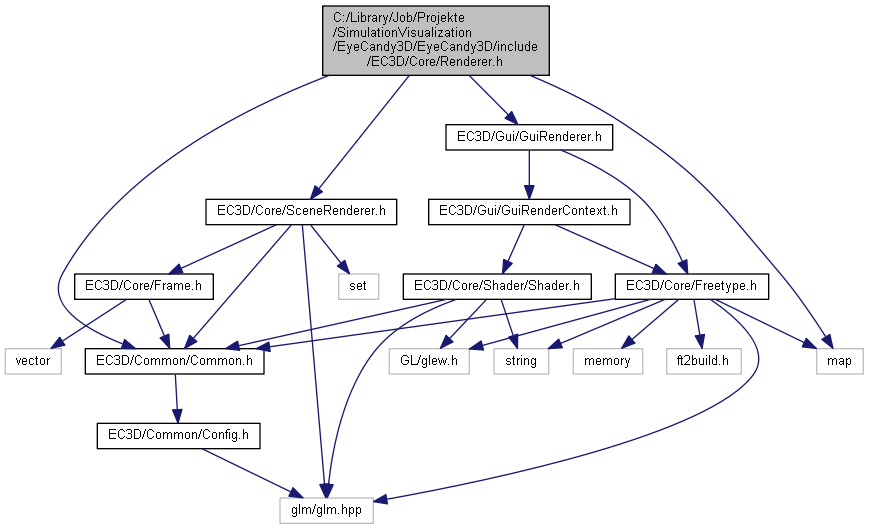 C:/Library/Job/Projekte
/SimulationVisualization
/EyeCandy3D/EyeCandy3D/include
/EC3D/Core/Renderer.h
EC3D/Gui/GuiRenderer.h
EC3D/Core/SceneRenderer.h
EC3D/Gui/GuiRenderContext.h
EC3D/Core/Frame.h
set
EC3D/Core/Shader/Shader.h
EC3D/Core/Freetype.h
vector
EC3D/Common/Common.h
GL/glew.h
string
memory
ft2build.h
map
EC3D/Common/Config.h
glm/glm.hpp